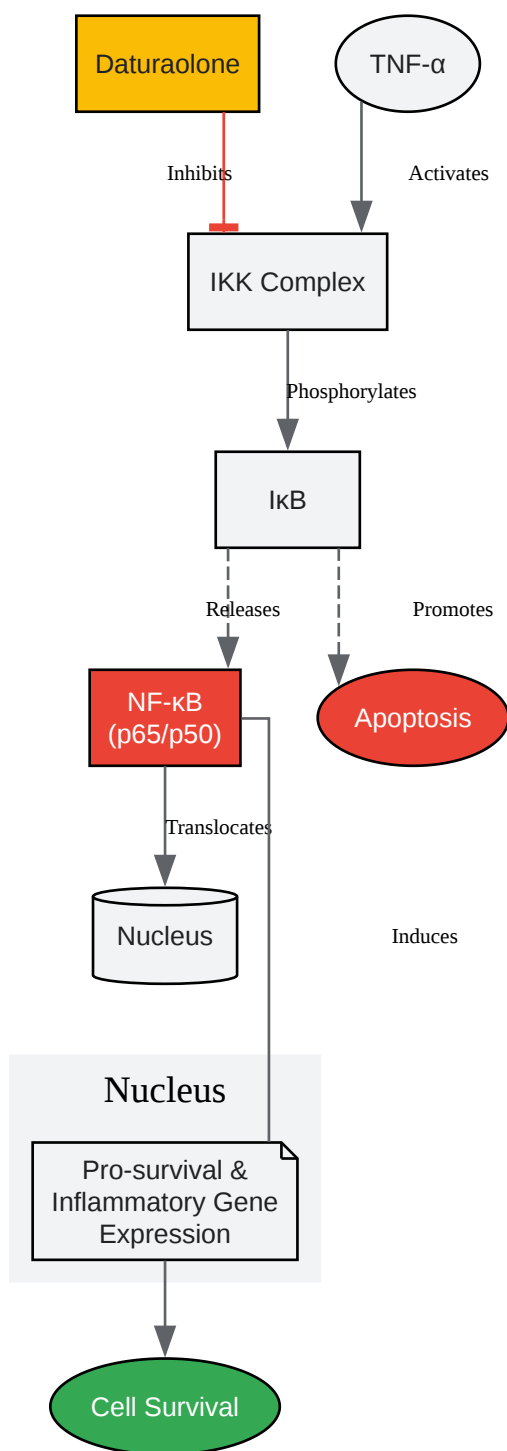 Daturaolone
TNF-α
Inhibits
Activates
IKK Complex
Phosphorylates
IκB
Releases
Promotes
NF-κB
(p65/p50)
Apoptosis
Translocates
Nucleus
Induces
Nucleus
Pro-survival &
Inflammatory Gene
Expression
Cell Survival